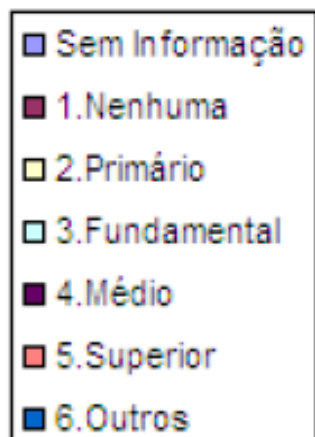 Sem Informação
1.Nenhuma
2.Primário
3.Fundamental
4.Médio
5.Superior
6.Outros